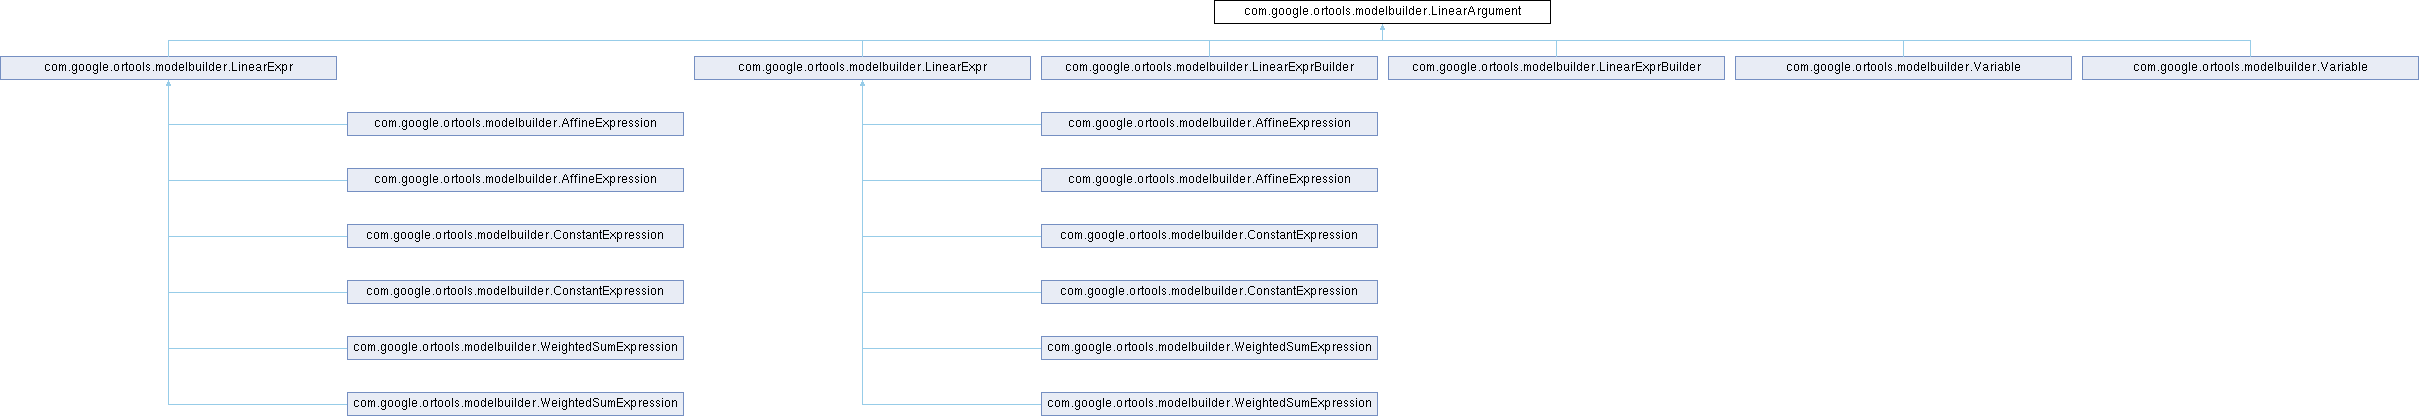 com.google.ortools.modelbuilder.LinearArgument
com.google.ortools.modelbuilder.LinearExpr
com.google.ortools.modelbuilder.LinearExpr
com.google.ortools.modelbuilder.LinearExprBuilder
com.google.ortools.modelbuilder.LinearExprBuilder
com.google.ortools.modelbuilder.Variable
com.google.ortools.modelbuilder.Variable
com.google.ortools.modelbuilder.AffineExpression
com.google.ortools.modelbuilder.AffineExpression
com.google.ortools.modelbuilder.AffineExpression
com.google.ortools.modelbuilder.AffineExpression
com.google.ortools.modelbuilder.ConstantExpression
com.google.ortools.modelbuilder.ConstantExpression
com.google.ortools.modelbuilder.ConstantExpression
com.google.ortools.modelbuilder.ConstantExpression
com.google.ortools.modelbuilder.WeightedSumExpression
com.google.ortools.modelbuilder.WeightedSumExpression
com.google.ortools.modelbuilder.WeightedSumExpression
com.google.ortools.modelbuilder.WeightedSumExpression